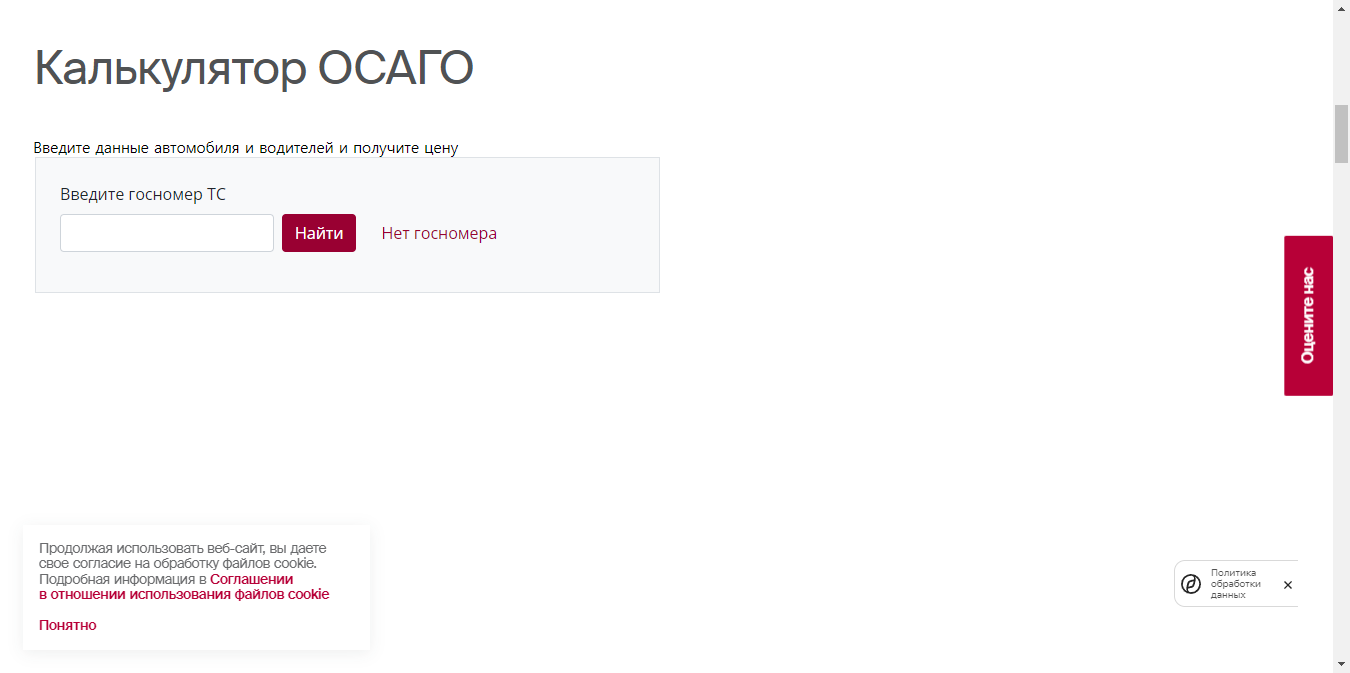 Калькулятор ОСАГО
Введите данные автомобиля и водителей и получите цену
Введите госномер ТС
Найти
Нет госномера
Оцените нас
Продолжая использовать веб-сайт, вы даете
свое согласие на обработку файлов cookie.
Подробная информация в Соглашении
в отношении использования файлов cookie
Понятно
Политика
обработки
данных